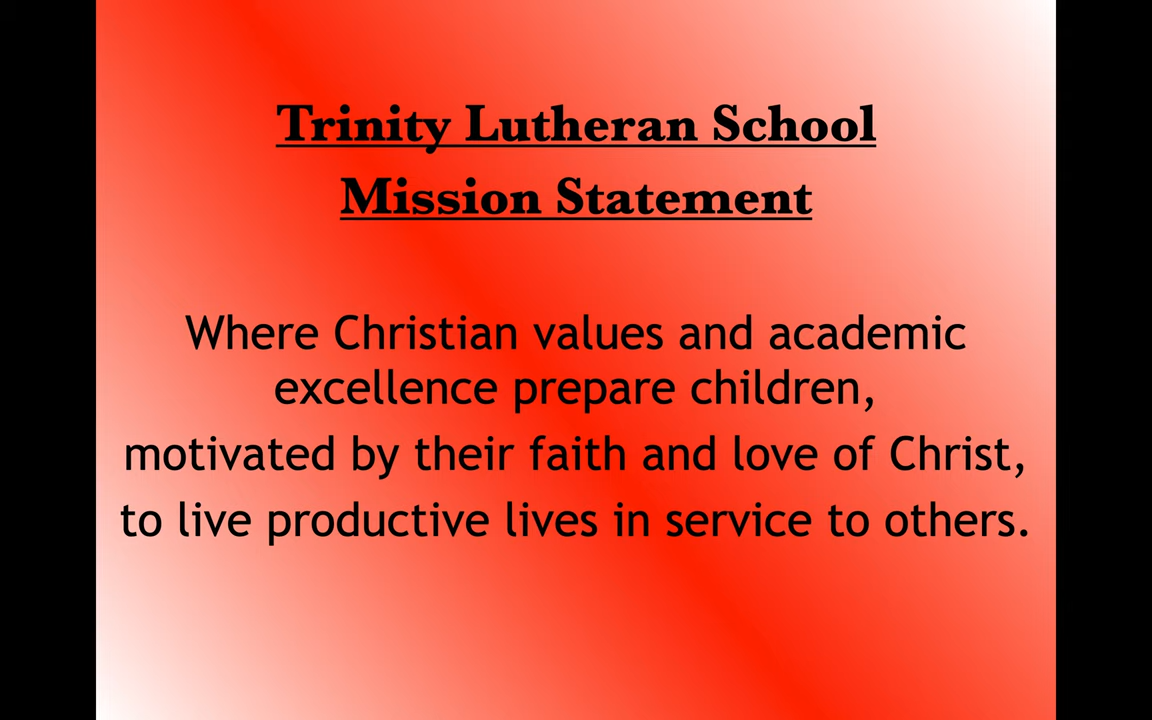 Trinity Lutheran School
Mission Statement
Where Christian values and academic
excellence prepare children,
motivated by their faith and love of Christ,
to live productive lives in service to others.